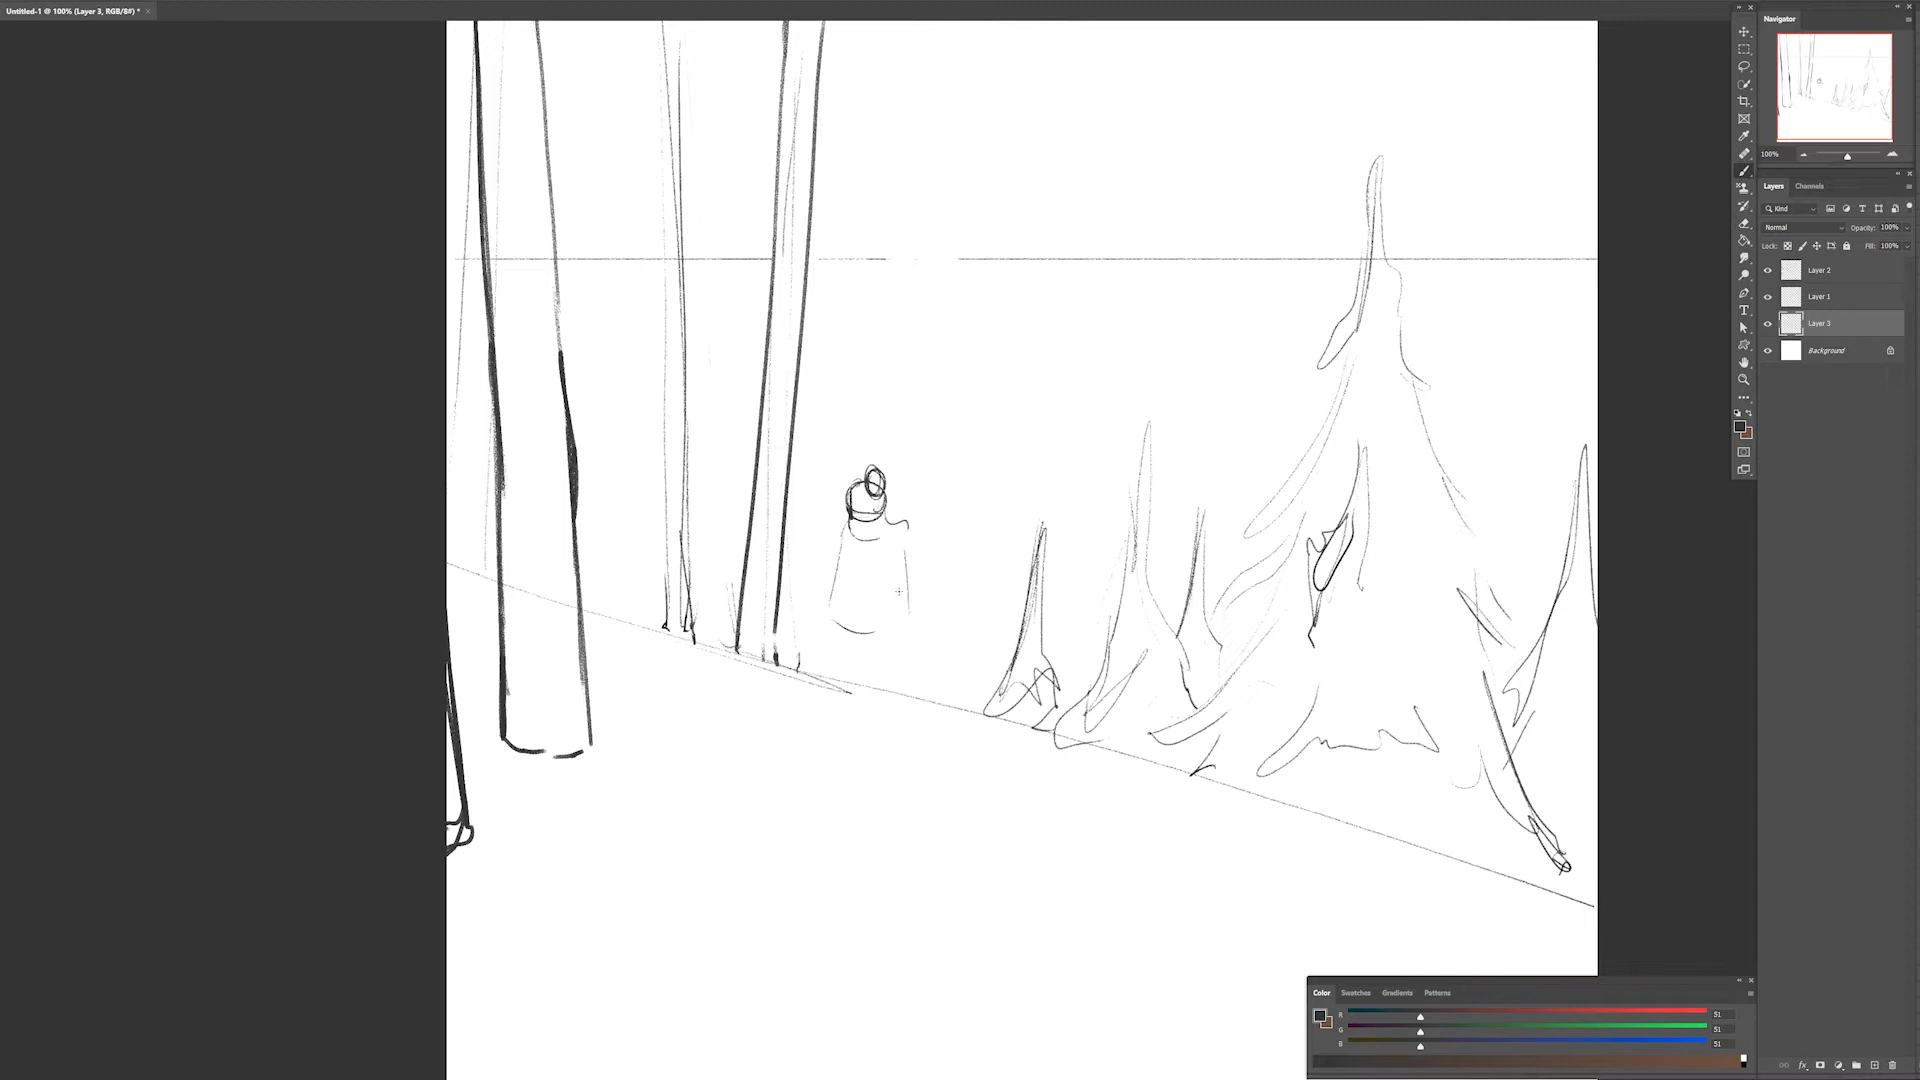 Untitled-1 @ 100% (Layer 3, RGB/8#) *
Navigator
100%
Layers
Channels
Kind
Normal
Opacity: 100%
Lock:
Fill: 100%
Layer 2
Layer 1
Layer 3
Background
Color
Swatches
Gradients
Patterns
R
51
G
51
B
51